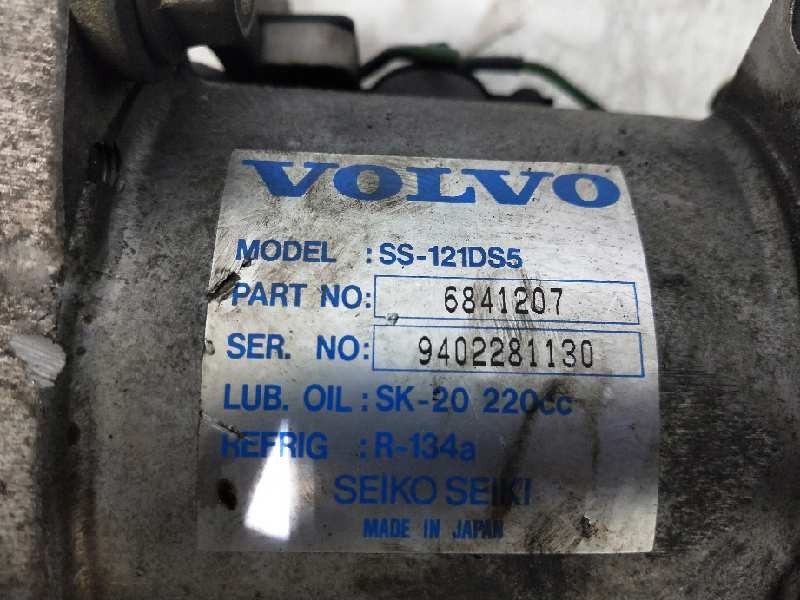 VOLVO
MODEL : SS-121DS5
PART NO: 6841207
SER. NO: 9402281130
LUB. OIL : SK-20 220cc
REFRIG : R-134a
SEIKO SEIKI
MADE IN JAPAN